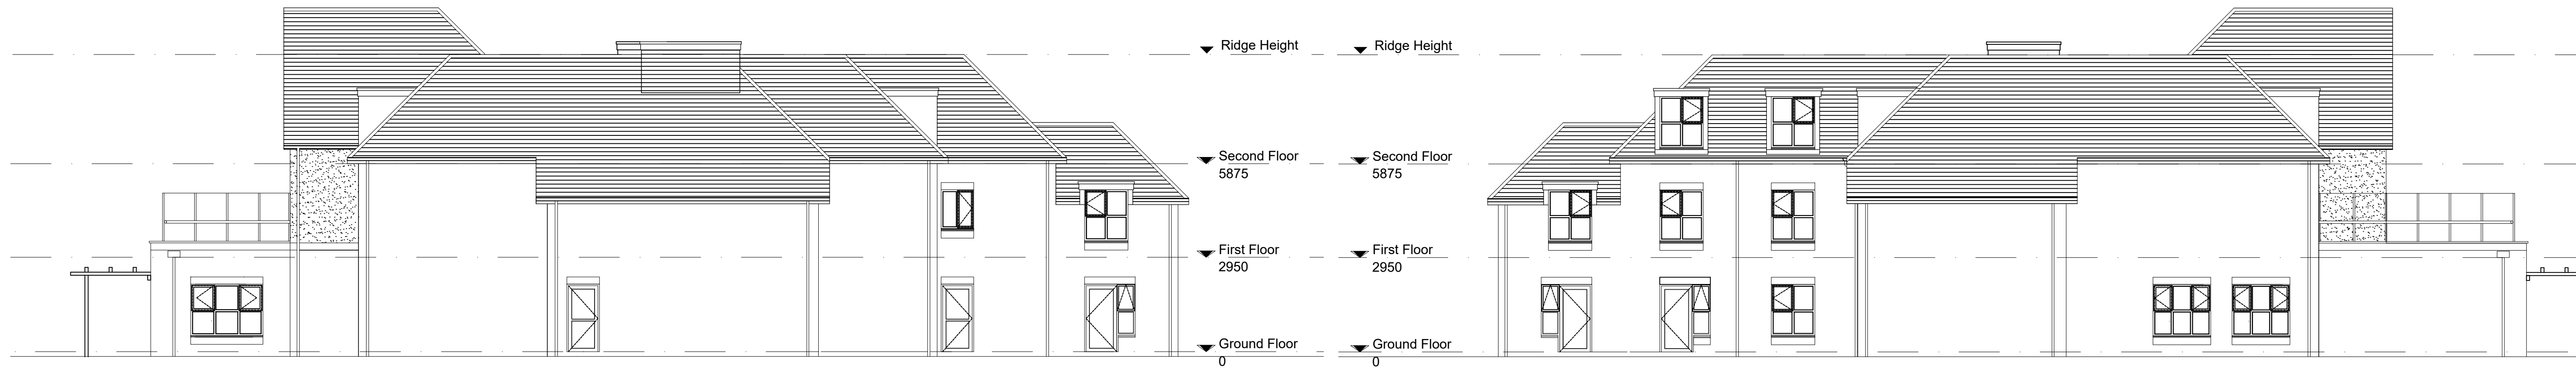 Ridge Height
Ridge Height
Second Floor
5875
Second Floor
5875
First Floor
2950
First Floor
2950
Ground Floor
0
Ground Floor
0